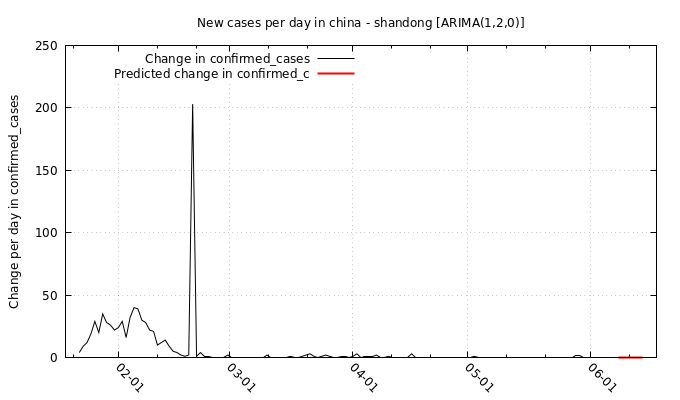 New cases per day in china - shandong [ARIMA(1,2,0)]
Change in confirmed_cases
Predicted change in confirmed_c
Change per day in confirmed_cases
250
200
150
100
50
0
02-01
03-01
04-01
05-01
06-01